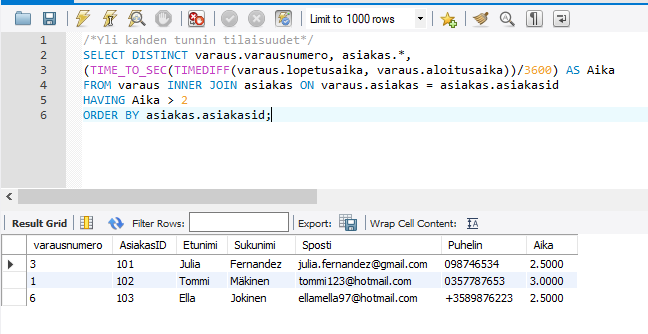 Limit to 1000 rows
1 /*Yli kahden tunnin tilaisuudet*/
2 SELECT DISTINCT varaus.varausnumero, asiakas.*,
3 (TIME_TO_SEC(TIMEDIFF(varaus.lopetusaika, varaus.aloitusaika))/3600) AS Aika
4 FROM varaus INNER JOIN asiakas ON varaus.asiakas = asiakas.asiakasid
5 HAVING Aika > 2
6 ORDER BY asiakas.asiakasid;
Result Grid Filter Rows: Export: Wrap Cell Content:
varausnumero AsiakasID Etunimi Sukunimi Sposti Puhelin Aika
3 101 Julia Fernandez julia.fernandez@gmail.com 098746534 2.5000
1 102 Tommi Mäkinen tommi123@hotmail.com 0357787653 3.0000
6 103 Ella Jokinen ellamella97@hotmail.com +3589876223 2.5000